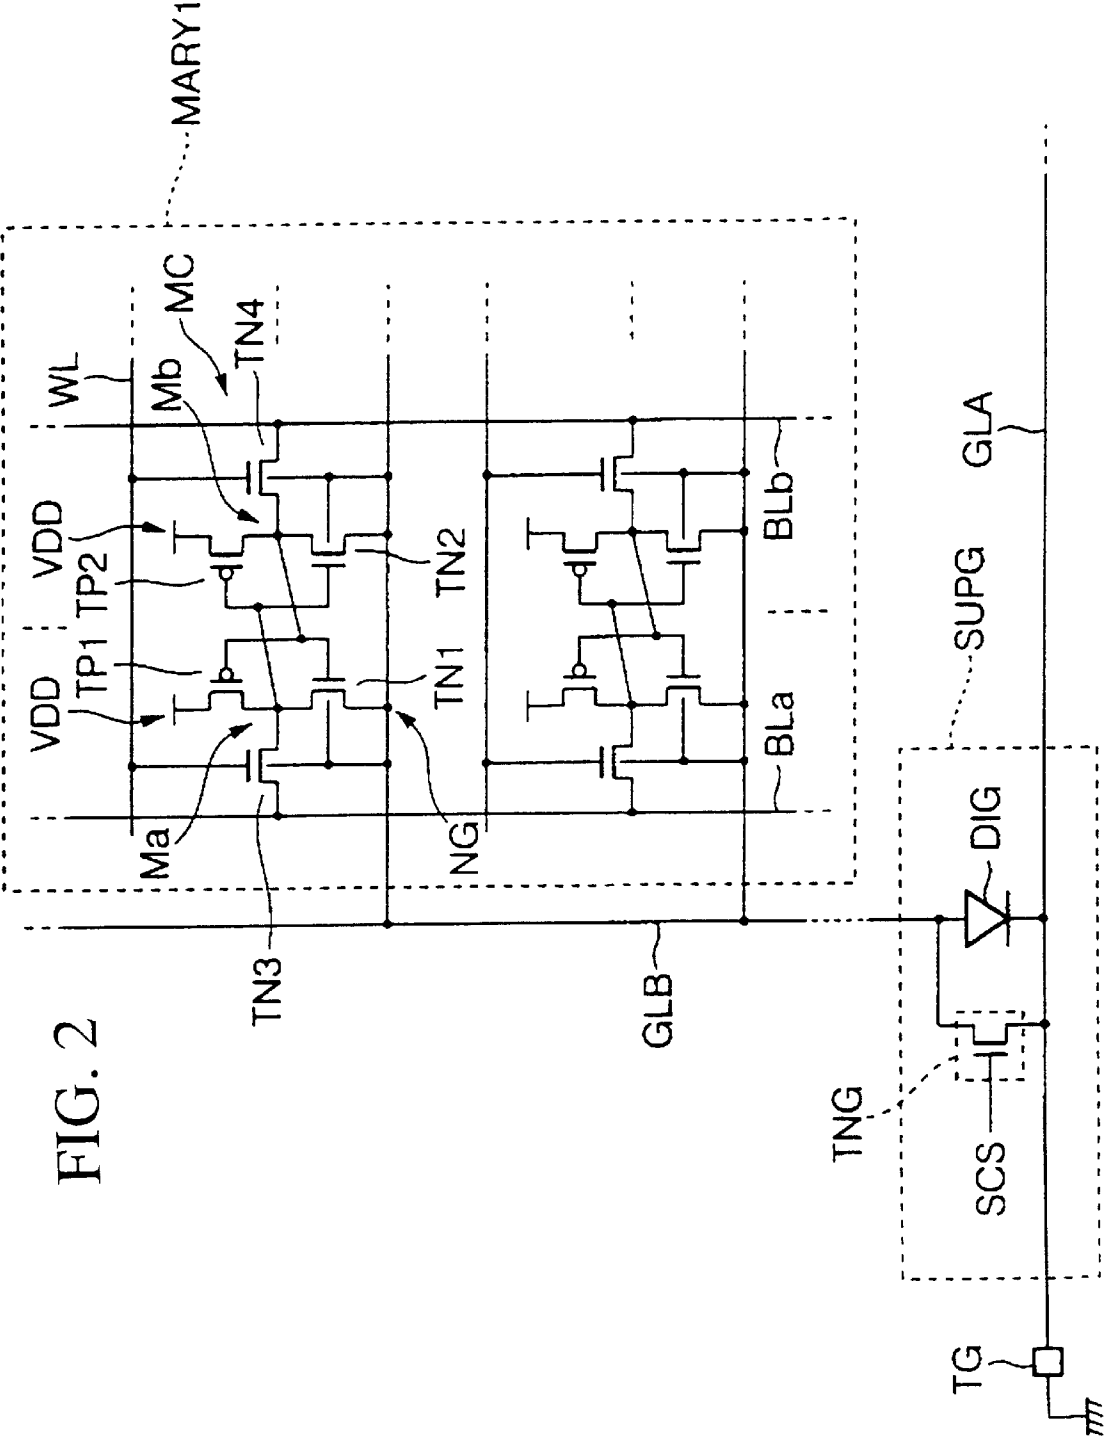 FIG. 2
MARY1
WL
MC
Mb
TN4
VDD
TP2
TN2
VDD
TP1
TN1
Ma
NG
TN3
BLb
BLa
GLB
GLA
SUPG
DIG
TNG
SCS
TG